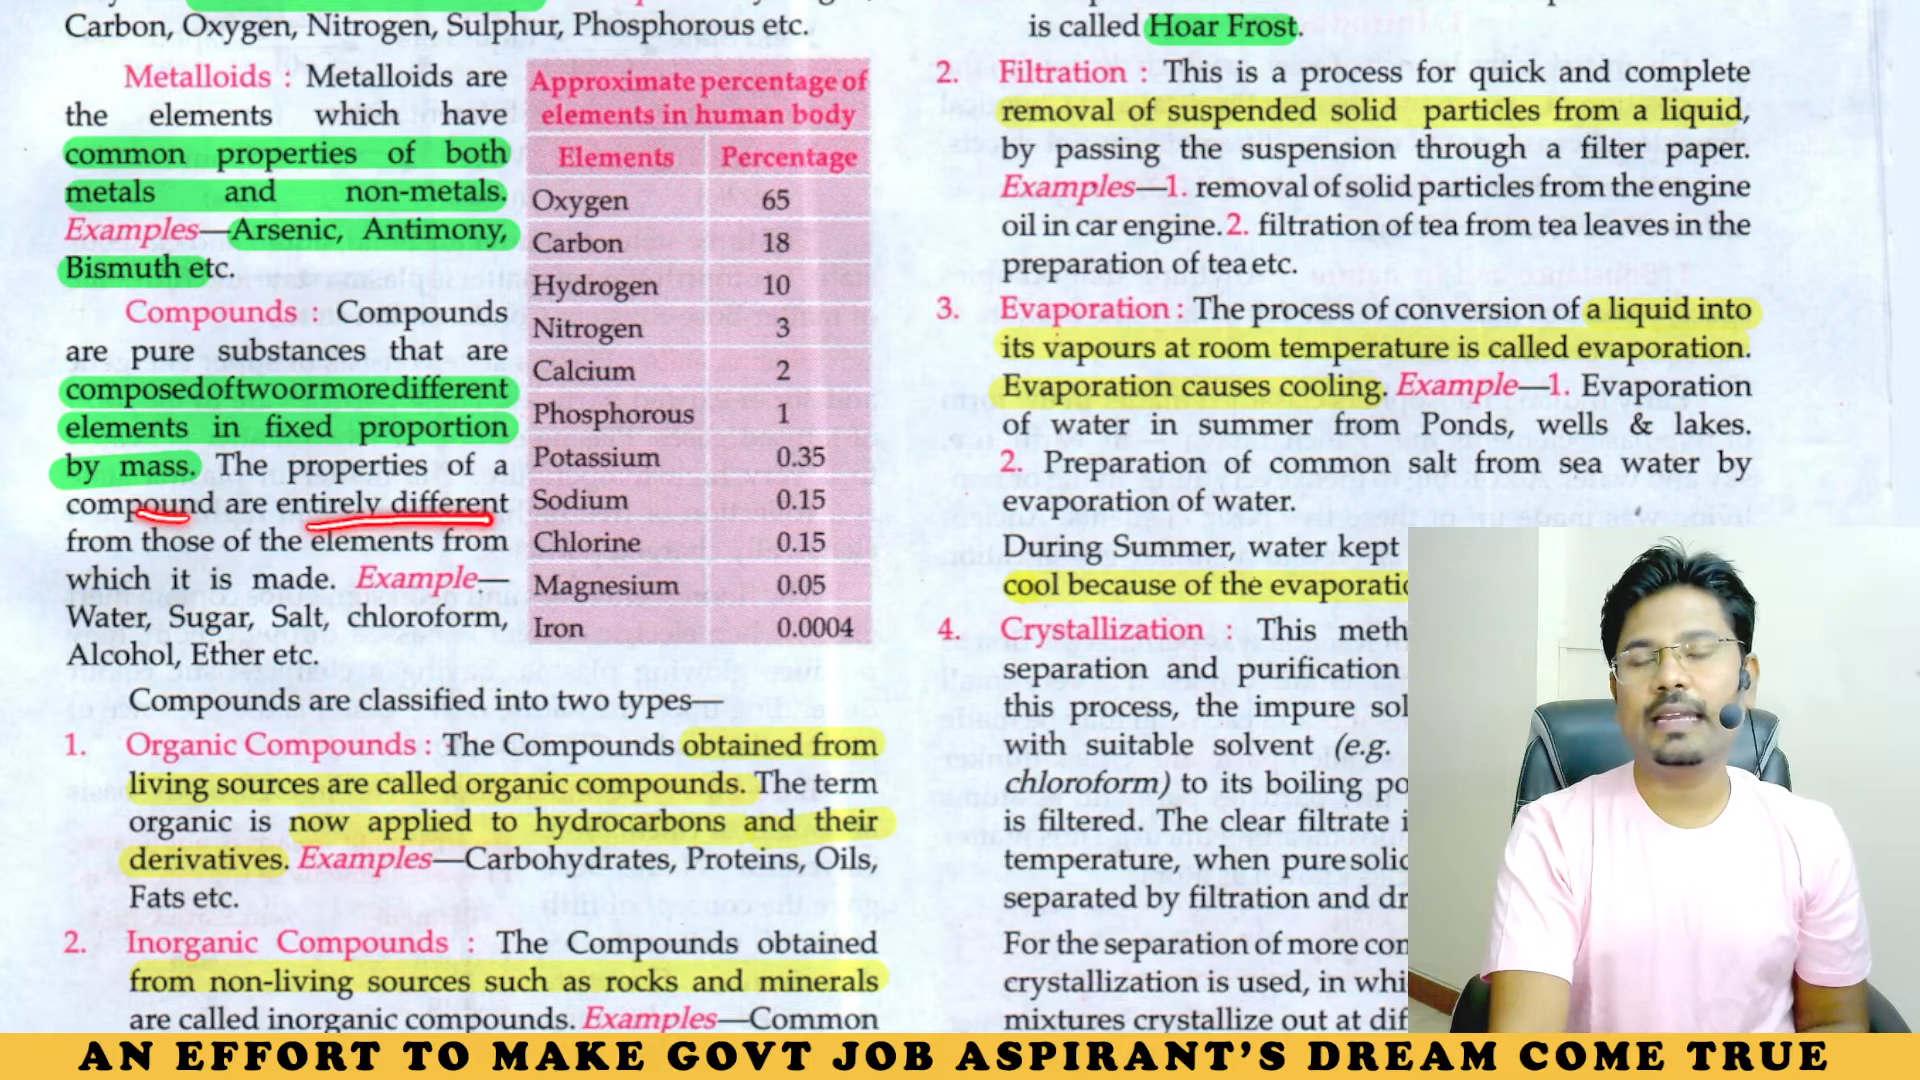 Carbon, Oxygen, Nitrogen, Sulphur, Phosphorous etc.
Metalloids : Metalloids are
the elements which have
common properties of both
metals and non-metals.
Examples—Arsenic, Antimony,
Bismuth etc.
Compounds : Compounds
are pure substances that are
composed of two or more different
elements in fixed proportion
by mass. The properties of a
compound are entirely different
from those of the elements from
which it is made. Example—
Water, Sugar, Salt, chloroform,
Alcohol, Ether etc.
Approximate percentage of
elements in human body
Elements Percentage
Oxygen 65
Carbon 18
Hydrogen 10
Nitrogen 3
Calcium 2
Phosphorous 1
Potassium 0.35
Sodium 0.15
Chlorine 0.15
Magnesium 0.05
Iron 0.0004
Compounds are classified into two types—
1. Organic Compounds : The Compounds obtained from
living sources are called organic compounds. The term
organic is now applied to hydrocarbons and their
derivatives. Examples—Carbohydrates, Proteins, Oils,
Fats etc.
2. Inorganic Compounds : The Compounds obtained
from non-living sources such as rocks and minerals
are called inorganic compounds. Examples—Common
is called Hoar Frost.
2. Filtration : This is a process for quick and complete
removal of suspended solid particles from a liquid,
by passing the suspension through a filter paper.
Examples—1. removal of solid particles from the engine
oil in car engine. 2. filtration of tea from tea leaves in the
preparation of tea etc.
3. Evaporation : The process of conversion of a liquid into
its vapours at room temperature is called evaporation.
Evaporation causes cooling. Example—1. Evaporation
of water in summer from Ponds, wells & lakes.
2. Preparation of common salt from sea water by
evaporation of water.
During Summer, water kept
cool because of the evaporatio
4. Crystallization : This meth
separation and purification
this process, the impure sol
with suitable solvent (e.g.
chloroform) to its boiling po
is filtered. The clear filtrate i
temperature, when pure solid
separated by filtration and dr
For the separation of more com
crystallization is used, in whi
mixtures crystallize out at dif
AN EFFORT TO MAKE GOVT JOB ASPIRANT'S DREAM COME TRUE